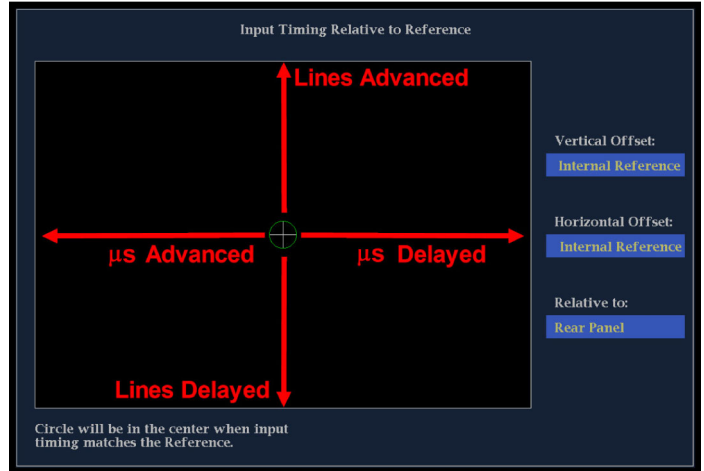 Input Timing Relative to Reference
Lines Advanced
Vertical Offset:
Internal Reference
Horizontal Offset:
Internal Reference
μs Advanced
μs Delayed
Relative to:
Rear Panel
Lines Delayed
Circle will be in the center when input
timing matches the Reference.